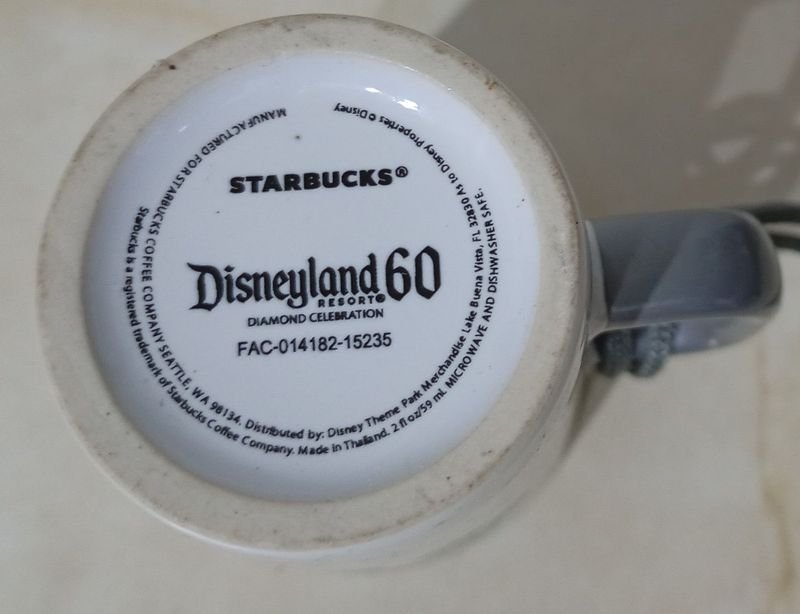 STARBUCKS®
Disneyland 60
RESORT®
DIAMOND CELEBRATION
FAC-014182-15235
MANUFACTURED FOR STARBUCKS COFFEE COMPANY SEATTLE, WA 98134. Distributed by: Disney Theme Park Merchandise Lake Buena Vista, FL 32830 As to Disney Properties © Disney
Starbucks is a registered trademark of Starbucks Coffee Company. Made in Thailand. 2 fl oz/59 ml. MICROWAVE AND DISHWASHER SAFE.